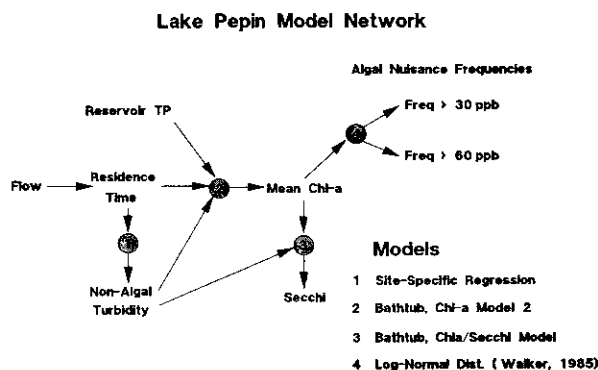 Lake Pepin Model Network
Algal Nuisance Frequencies
Reservoir TP
Freq > 30 ppb
Freq > 60 ppb
Flow
Residence
Time
Mean Chl-a
Non-Algal
Turbidity
Secchi
Models
1 Site-Specific Regression
2 Bathtub, Chl-a Model 2
3 Bathtub, Chla/Secchi Model
4 Log-Normal Dist. ( Walker, 1985)